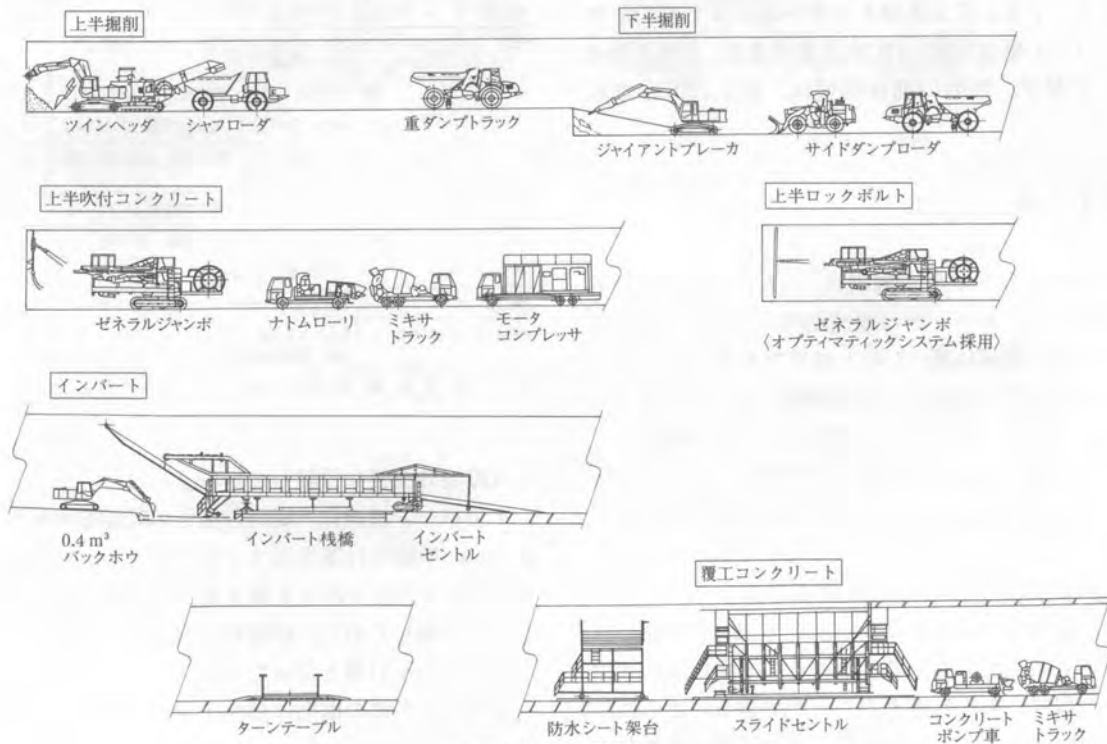 上半掘削
下半掘削
ツインヘッダ
シャフローダ
重ダンプトラック
ジャイアントブレーカ
サイドダンプローダ
上半吹付コンクリート
上半ロックボルト
ゼネラルジャンボ
ナトムローリ
ミキサ
トラック
モータ
コンプレッサ
ゼネラルジャンボ
〈オプティマティックシステム採用〉
インバート
0.4 m³
バックホウ
インバート桟橋
インバート
セントル
覆工コンクリート
ターンテーブル
防水シート架台
スライドセントル
コンクリート
ポンプ車
ミキサ
トラック